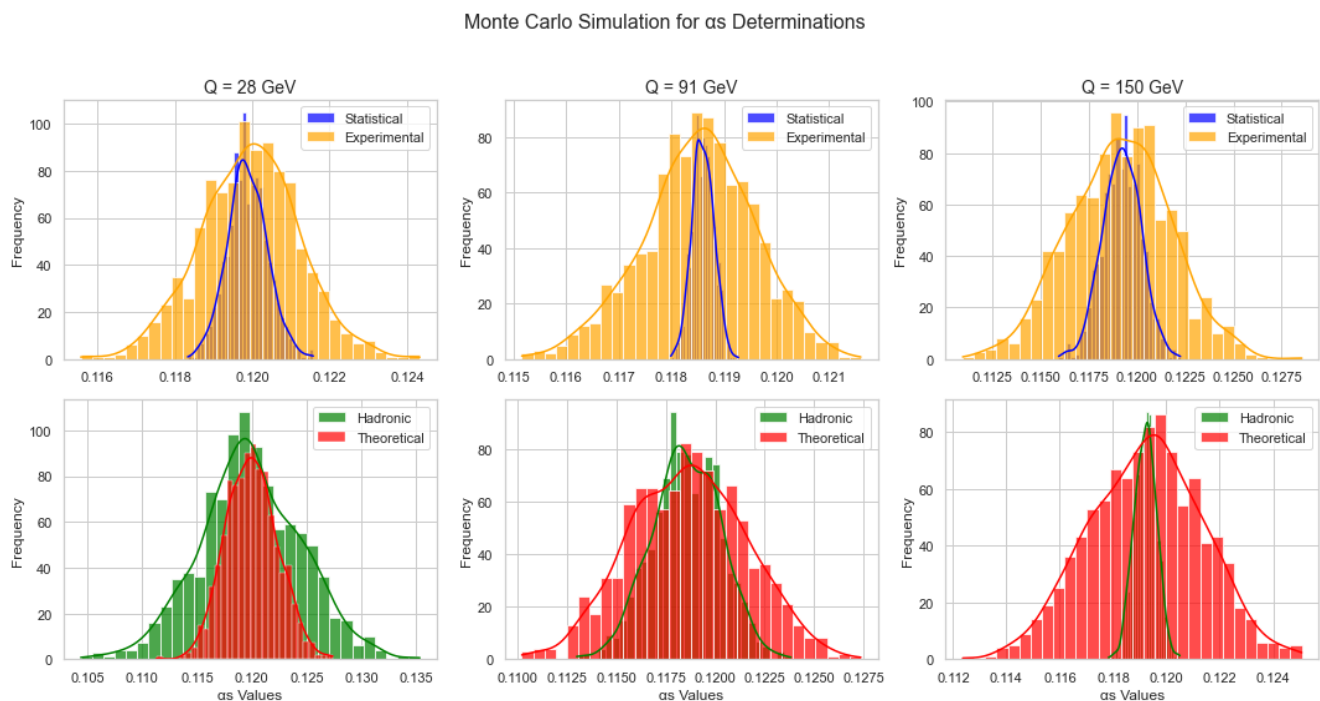 Monte Carlo Simulation for αs Determinations
Q = 28 GeV
Frequency
100
80
60
40
20
0
Statistical
Experimental
0.116 0.118 0.120 0.122 0.124
Q = 91 GeV
Frequency
80
60
40
20
0
Statistical
Experimental
0.115 0.116 0.117 0.118 0.119 0.120 0.121
Q = 150 GeV
Frequency
100
80
60
40
20
0
Statistical
Experimental
0.1125 0.1150 0.1175 0.1200 0.1225 0.1250 0.1275
Frequency
100
80
60
40
20
0
Hadronic
Theoretical
0.105 0.110 0.115 0.120 0.125 0.130 0.135
αs Values
Frequency
80
60
40
20
0
Hadronic
Theoretical
0.1100 0.1125 0.1150 0.1175 0.1200 0.1225 0.1250 0.1275
αs Values
Frequency
80
60
40
20
0
Hadronic
Theoretical
0.112 0.114 0.116 0.118 0.120 0.122 0.124
αs Values